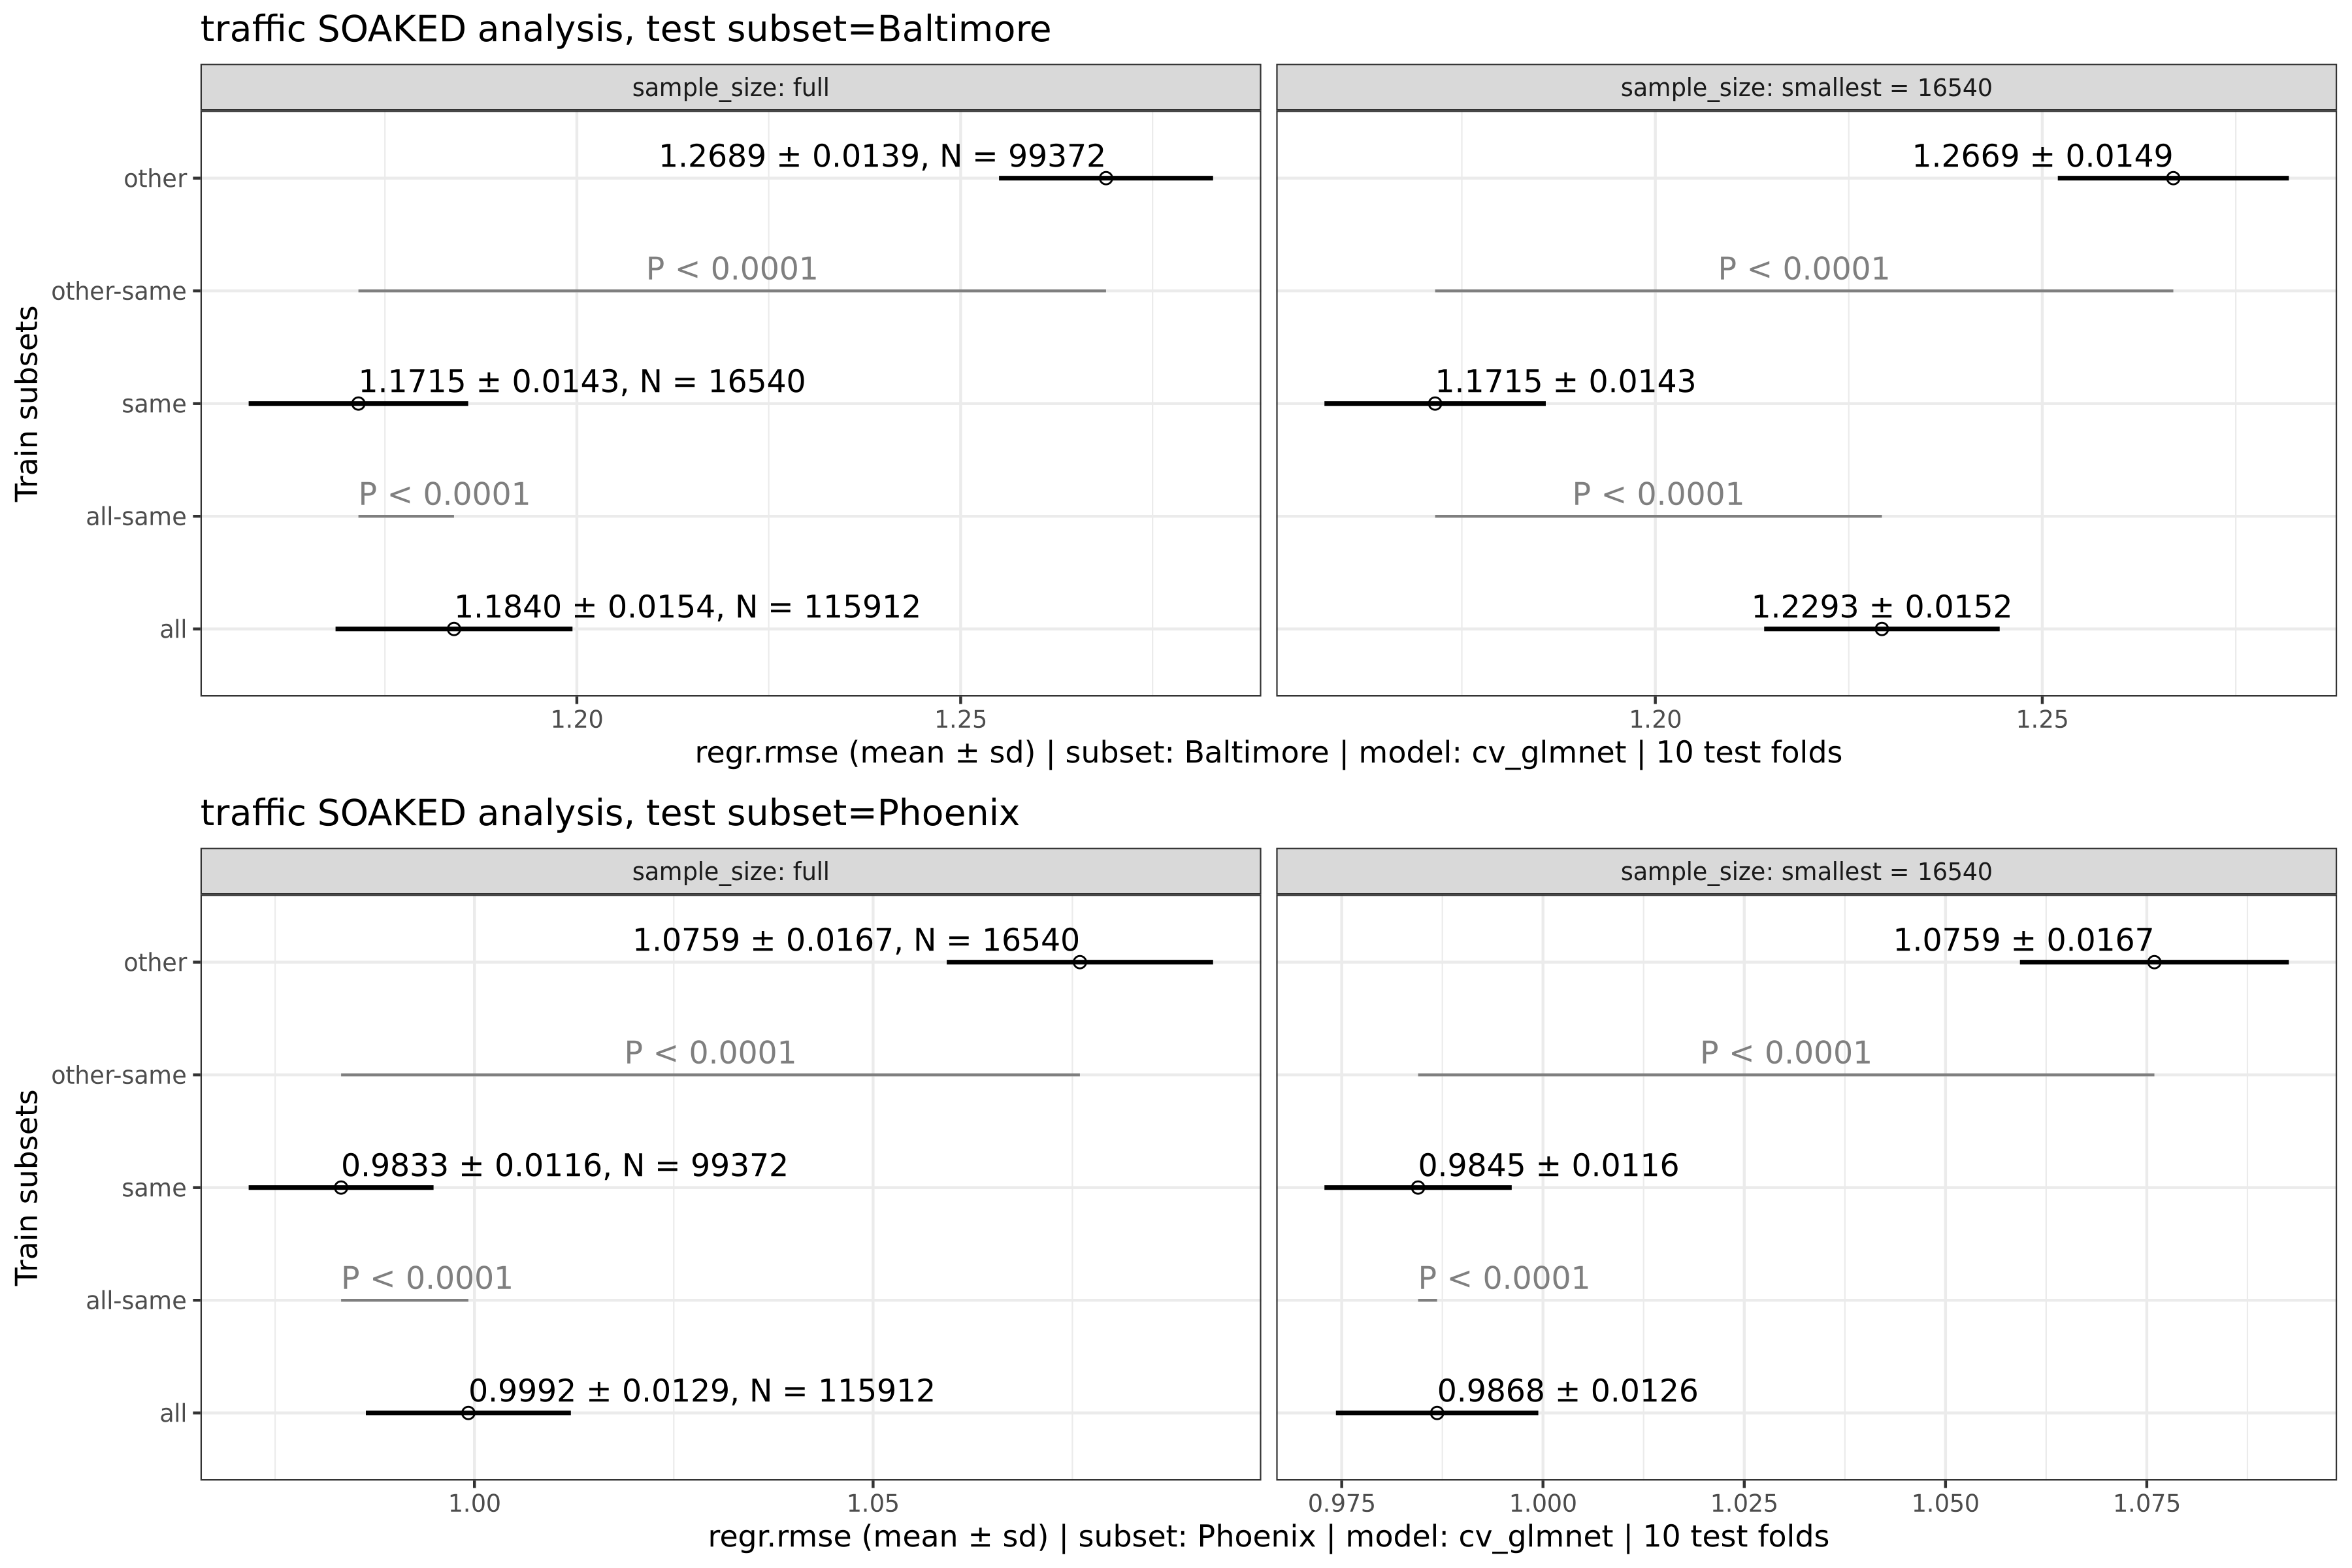 traffic SOAKED analysis, test subset=Baltimore
sample_size: full
sample_size: smallest = 16540
Train subsets
other
other-same
same
all-same
all
1.2689 ± 0.0139, N = 99372
P < 0.0001
1.1715 ± 0.0143, N = 16540
P < 0.0001
1.1840 ± 0.0154, N = 115912
1.2669 ± 0.0149
P < 0.0001
1.1715 ± 0.0143
P < 0.0001
1.2293 ± 0.0152
1.20
1.25
1.20
1.25
regr.rmse (mean ± sd) | subset: Baltimore | model: cv_glmnet | 10 test folds
traffic SOAKED analysis, test subset=Phoenix
sample_size: full
sample_size: smallest = 16540
Train subsets
other
other-same
same
all-same
all
1.0759 ± 0.0167, N = 16540
P < 0.0001
0.9833 ± 0.0116, N = 99372
P < 0.0001
0.9992 ± 0.0129, N = 115912
1.0759 ± 0.0167
P < 0.0001
0.9845 ± 0.0116
P < 0.0001
0.9868 ± 0.0126
1.00
1.05
0.975
1.000
1.025
1.050
1.075
regr.rmse (mean ± sd) | subset: Phoenix | model: cv_glmnet | 10 test folds